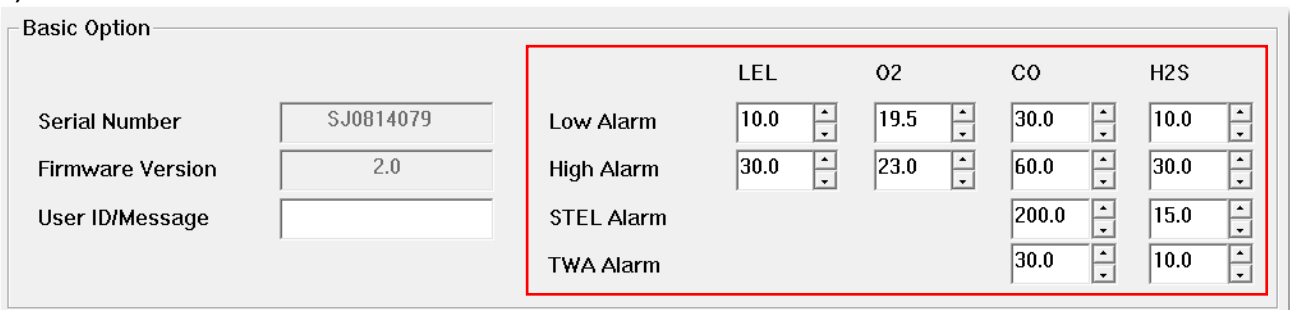 Basic Option
LEL O2 CO H2S
Serial Number SJ0814079 Low Alarm 10.0 19.5 30.0 10.0
Firmware Version 2.0 High Alarm 30.0 23.0 60.0 30.0
User ID/Message STEL Alarm 200.0 15.0
TWA Alarm 30.0 10.0